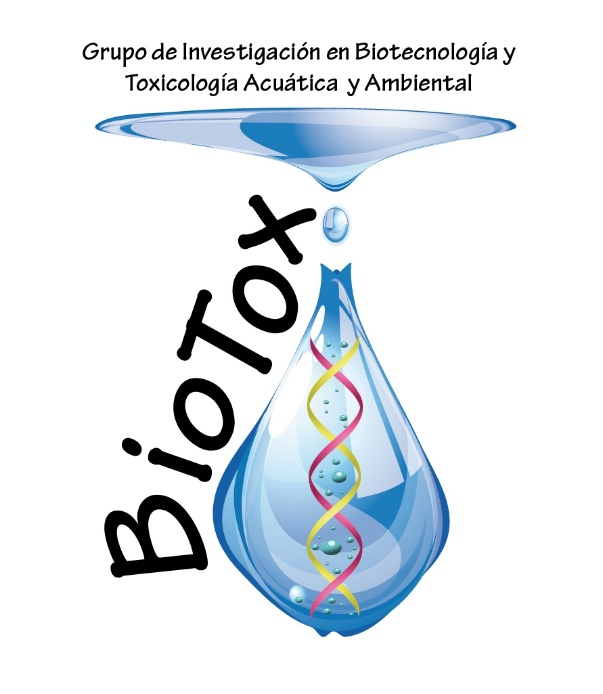 Grupo de Investigación en Biotecnología y
Toxicología Acuática y Ambiental
BioTox